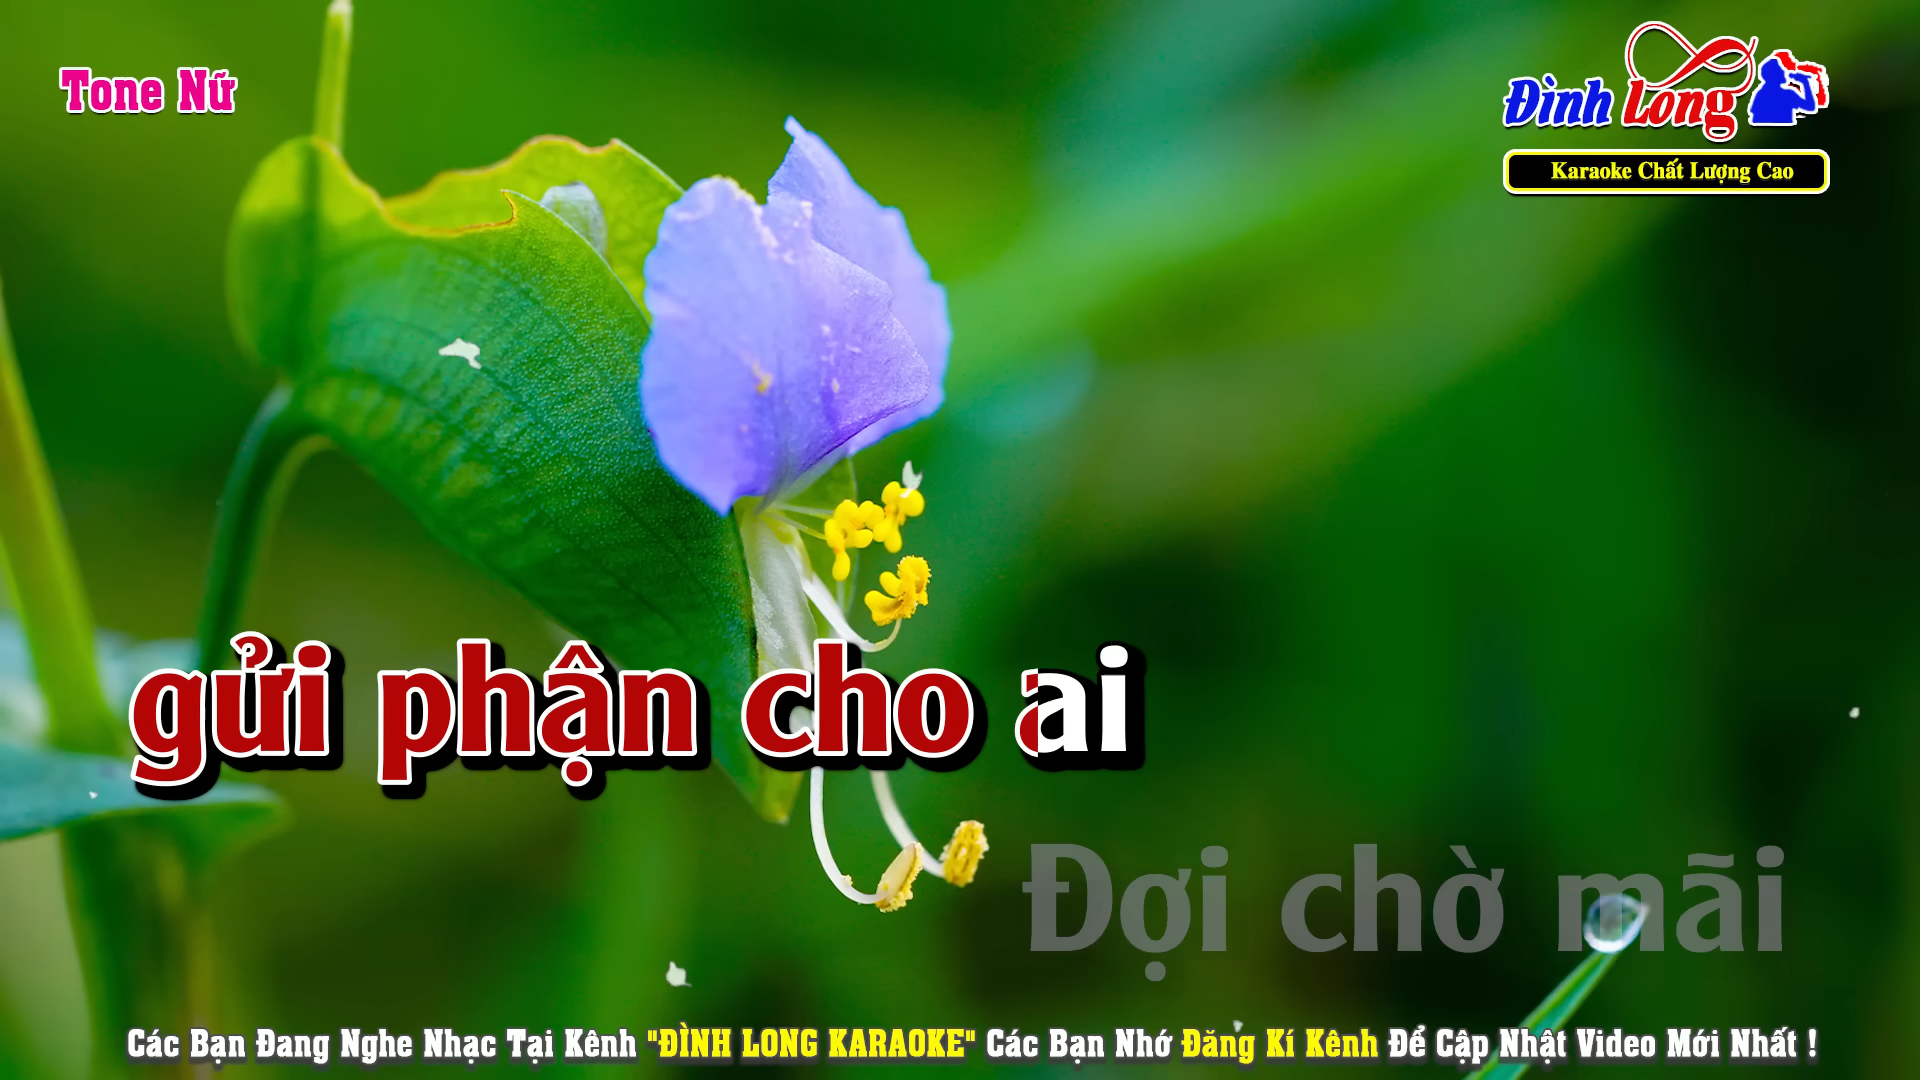 Tone Nữ
Đình Long
Karaoke Chất Lượng Cao
gửi phận cho ai
Đợi chờ mãi
Các Bạn Đang Nghe Nhạc Tại Kênh "ĐÌNH LONG KARAOKE" Các Bạn Nhớ Đăng Kí Kênh Để Cập Nhật Video Mới Nhất !